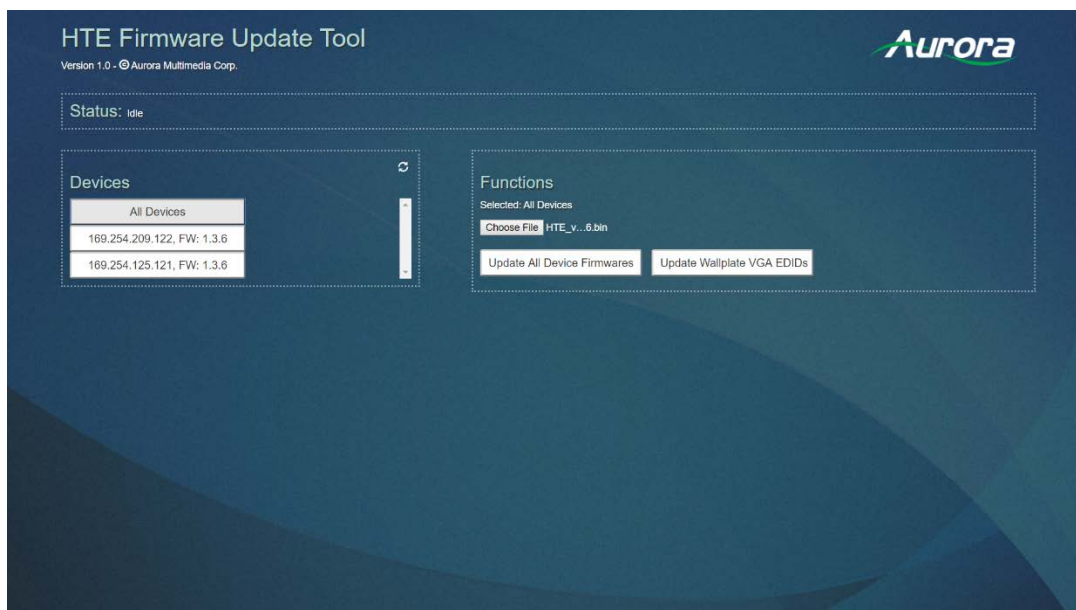 HTE Firmware Update Tool
Version 1.0 - © Aurora Multimedia Corp.
Aurora
Status: Idle
Devices
All Devices
169.254.209.122, FW: 1.3.6
169.254.125.121, FW: 1.3.6
Functions
Selected: All Devices
Choose File HTE_v...6.bin
Update All Device Firmwares Update Wallplate VGA EDIDs